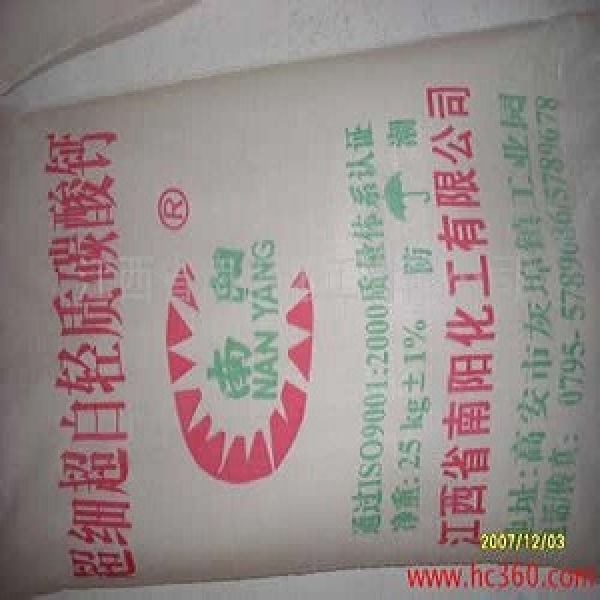 超细超白轻质碳酸钙
®
南阳
NAN YANG
通过ISO9001:2000质量体系认证
净重: 25 kg±1% 防潮
江西省南阳化工有限公司
地址: 高安市灰埠镇工业园
0795-
2007/12/03
www.hc360.com